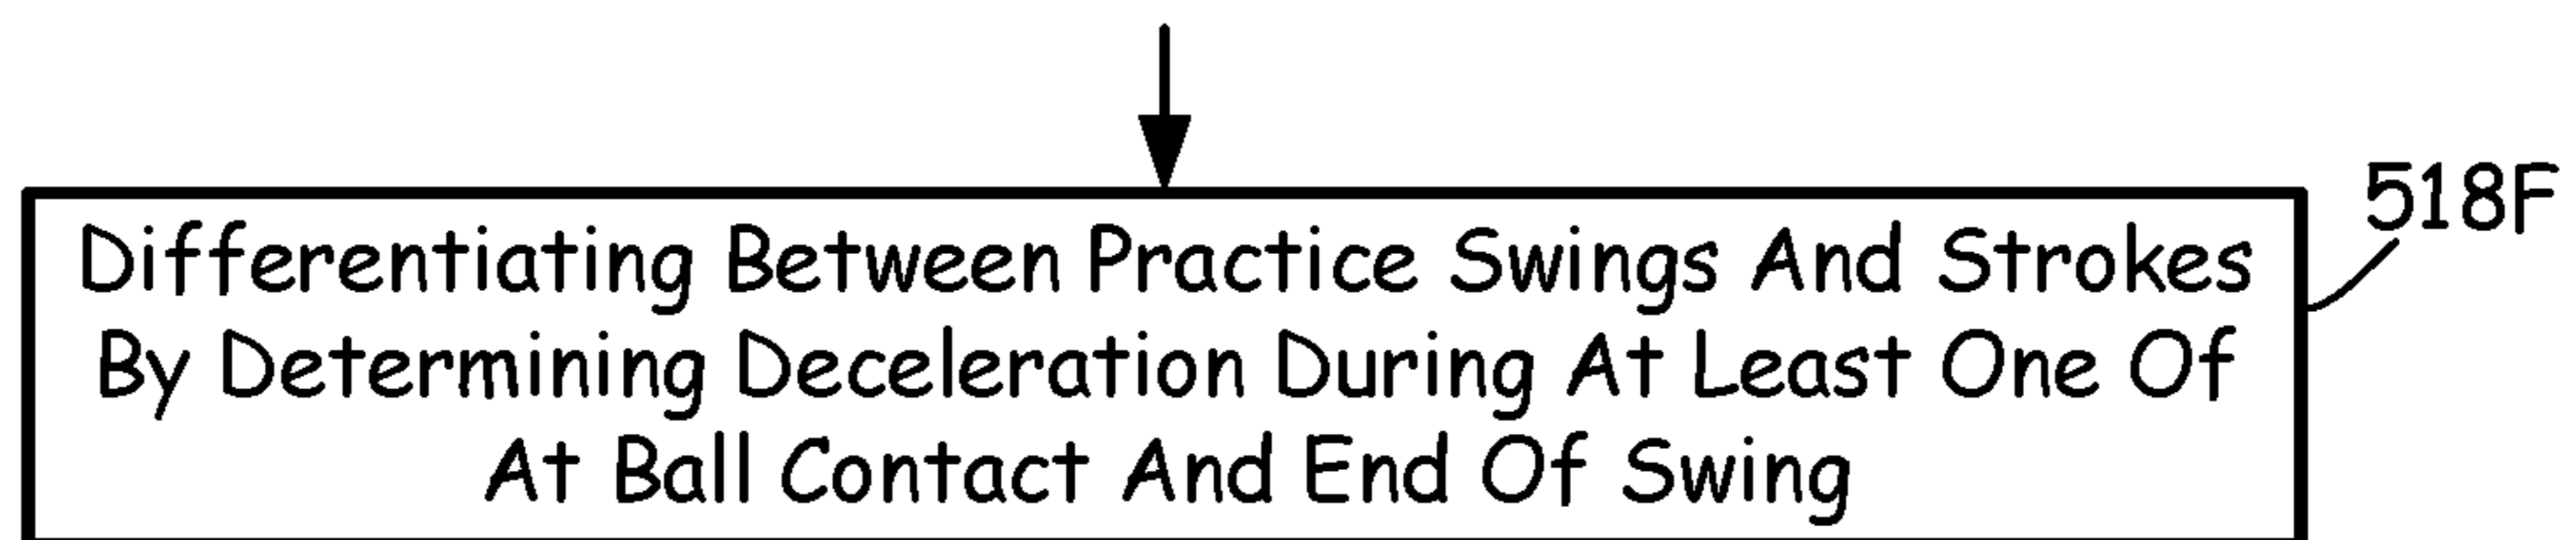 518F
Differentiating Between Practice Swings And Strokes
By Determining Deceleration During At Least One Of
At Ball Contact And End Of Swing